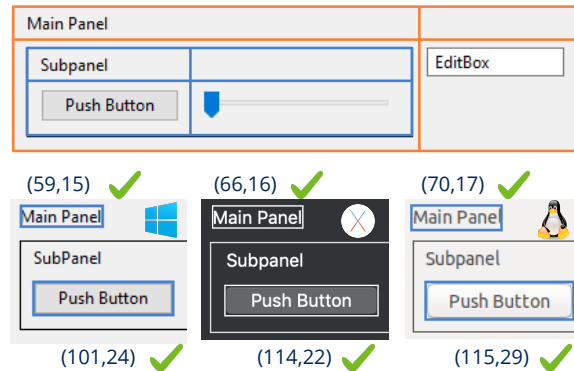 Main Panel
Subpanel
EditBox
Push Button
(59,15)
(66,16)
(70,17)
Main Panel
Main Panel
Main Panel
SubPanel
Subpanel
Subpanel
Push Button
Push Button
Push Button
(101,24)
(114,22)
(115,29)